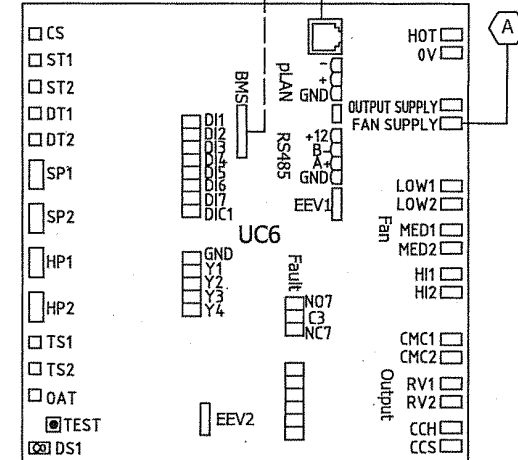 CS
ST1
ST2
DT1
DT2
SP1
SP2
HP1
HP2
TS1
TS2
OAT
TEST
DS1
BMS
DI1
DI2
DI3
DI4
DI5
DI6
DI7
DIC1
UC6
GND
Y1
Y2
Y3
Y4
EEV2
pLAN
-
+
GND
RS485
+12
B-
A+
GND
EEV1
Fault
NO7
C3
NC7
HOT
0V
OUTPUT SUPPLY
FAN SUPPLY
A
Fan
LOW1
LOW2
MED1
MED2
HI1
HI2
Output
CMC1
CMC2
RV1
RV2
CCH
CCS